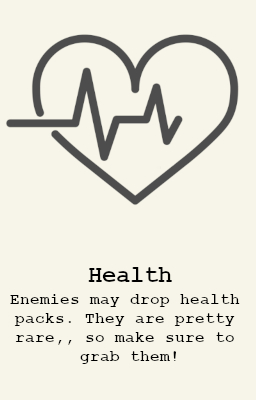 Health
Enemies may drop health
packs. They are pretty
rare,, so make sure to
grab them!